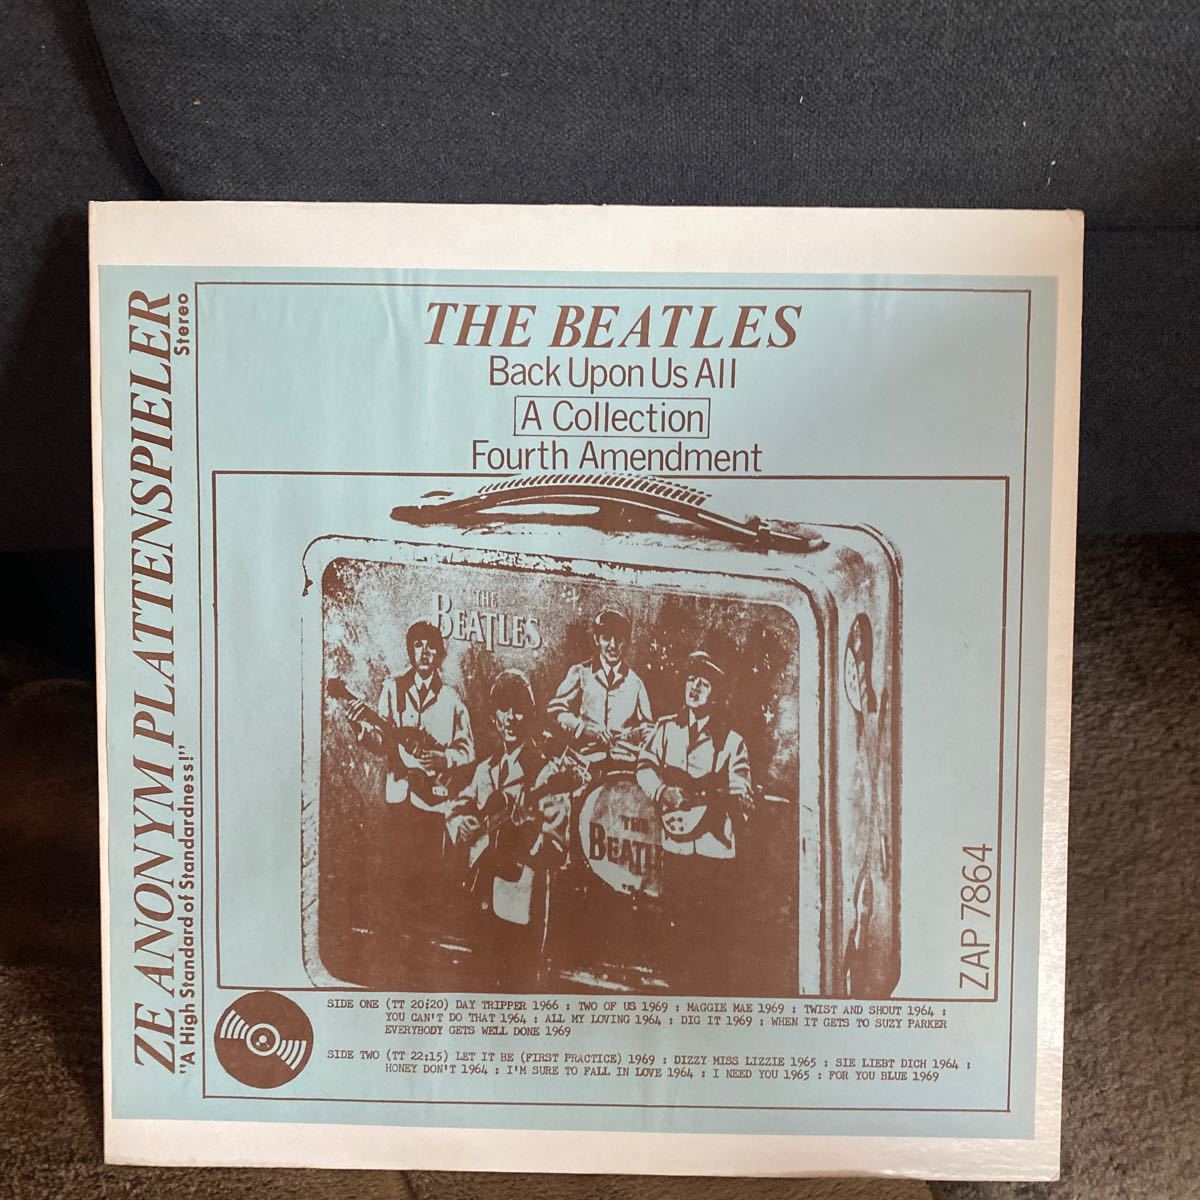 THE BEATLES
Back Upon Us All
A Collection
Fourth Amendment
ZE ANONYM PLATTENSPIELER
Stereo
"A High Standard of Standardness!"
THE
BEATLES
THE
BEATL
ZAP 7864
SIDE ONE (TT 20;20) DAY TRIPPER 1966 : TWO OF US 1969 : MAGGIE MAE 1969 : TWIST AND SHOUT 1964 :
YOU CAN'T DO THAT 1964 : ALL MY LOVING 1964 : DIG IT 1969 : WHEN IT GETS TO SUZY PARKER
EVERYBODY GETS WELL DONE 1969
SIDE TWO (TT 22:15) LET IT BE (FIRST PRACTICE) 1969 : DIZZY MISS LIZZIE 1965 : SIE LIEBT DICH 1964 :
HONEY DON'T 1964 : I'M SURE TO FALL IN LOVE 1964 : I NEED YOU 1965 : FOR YOU BLUE 1969